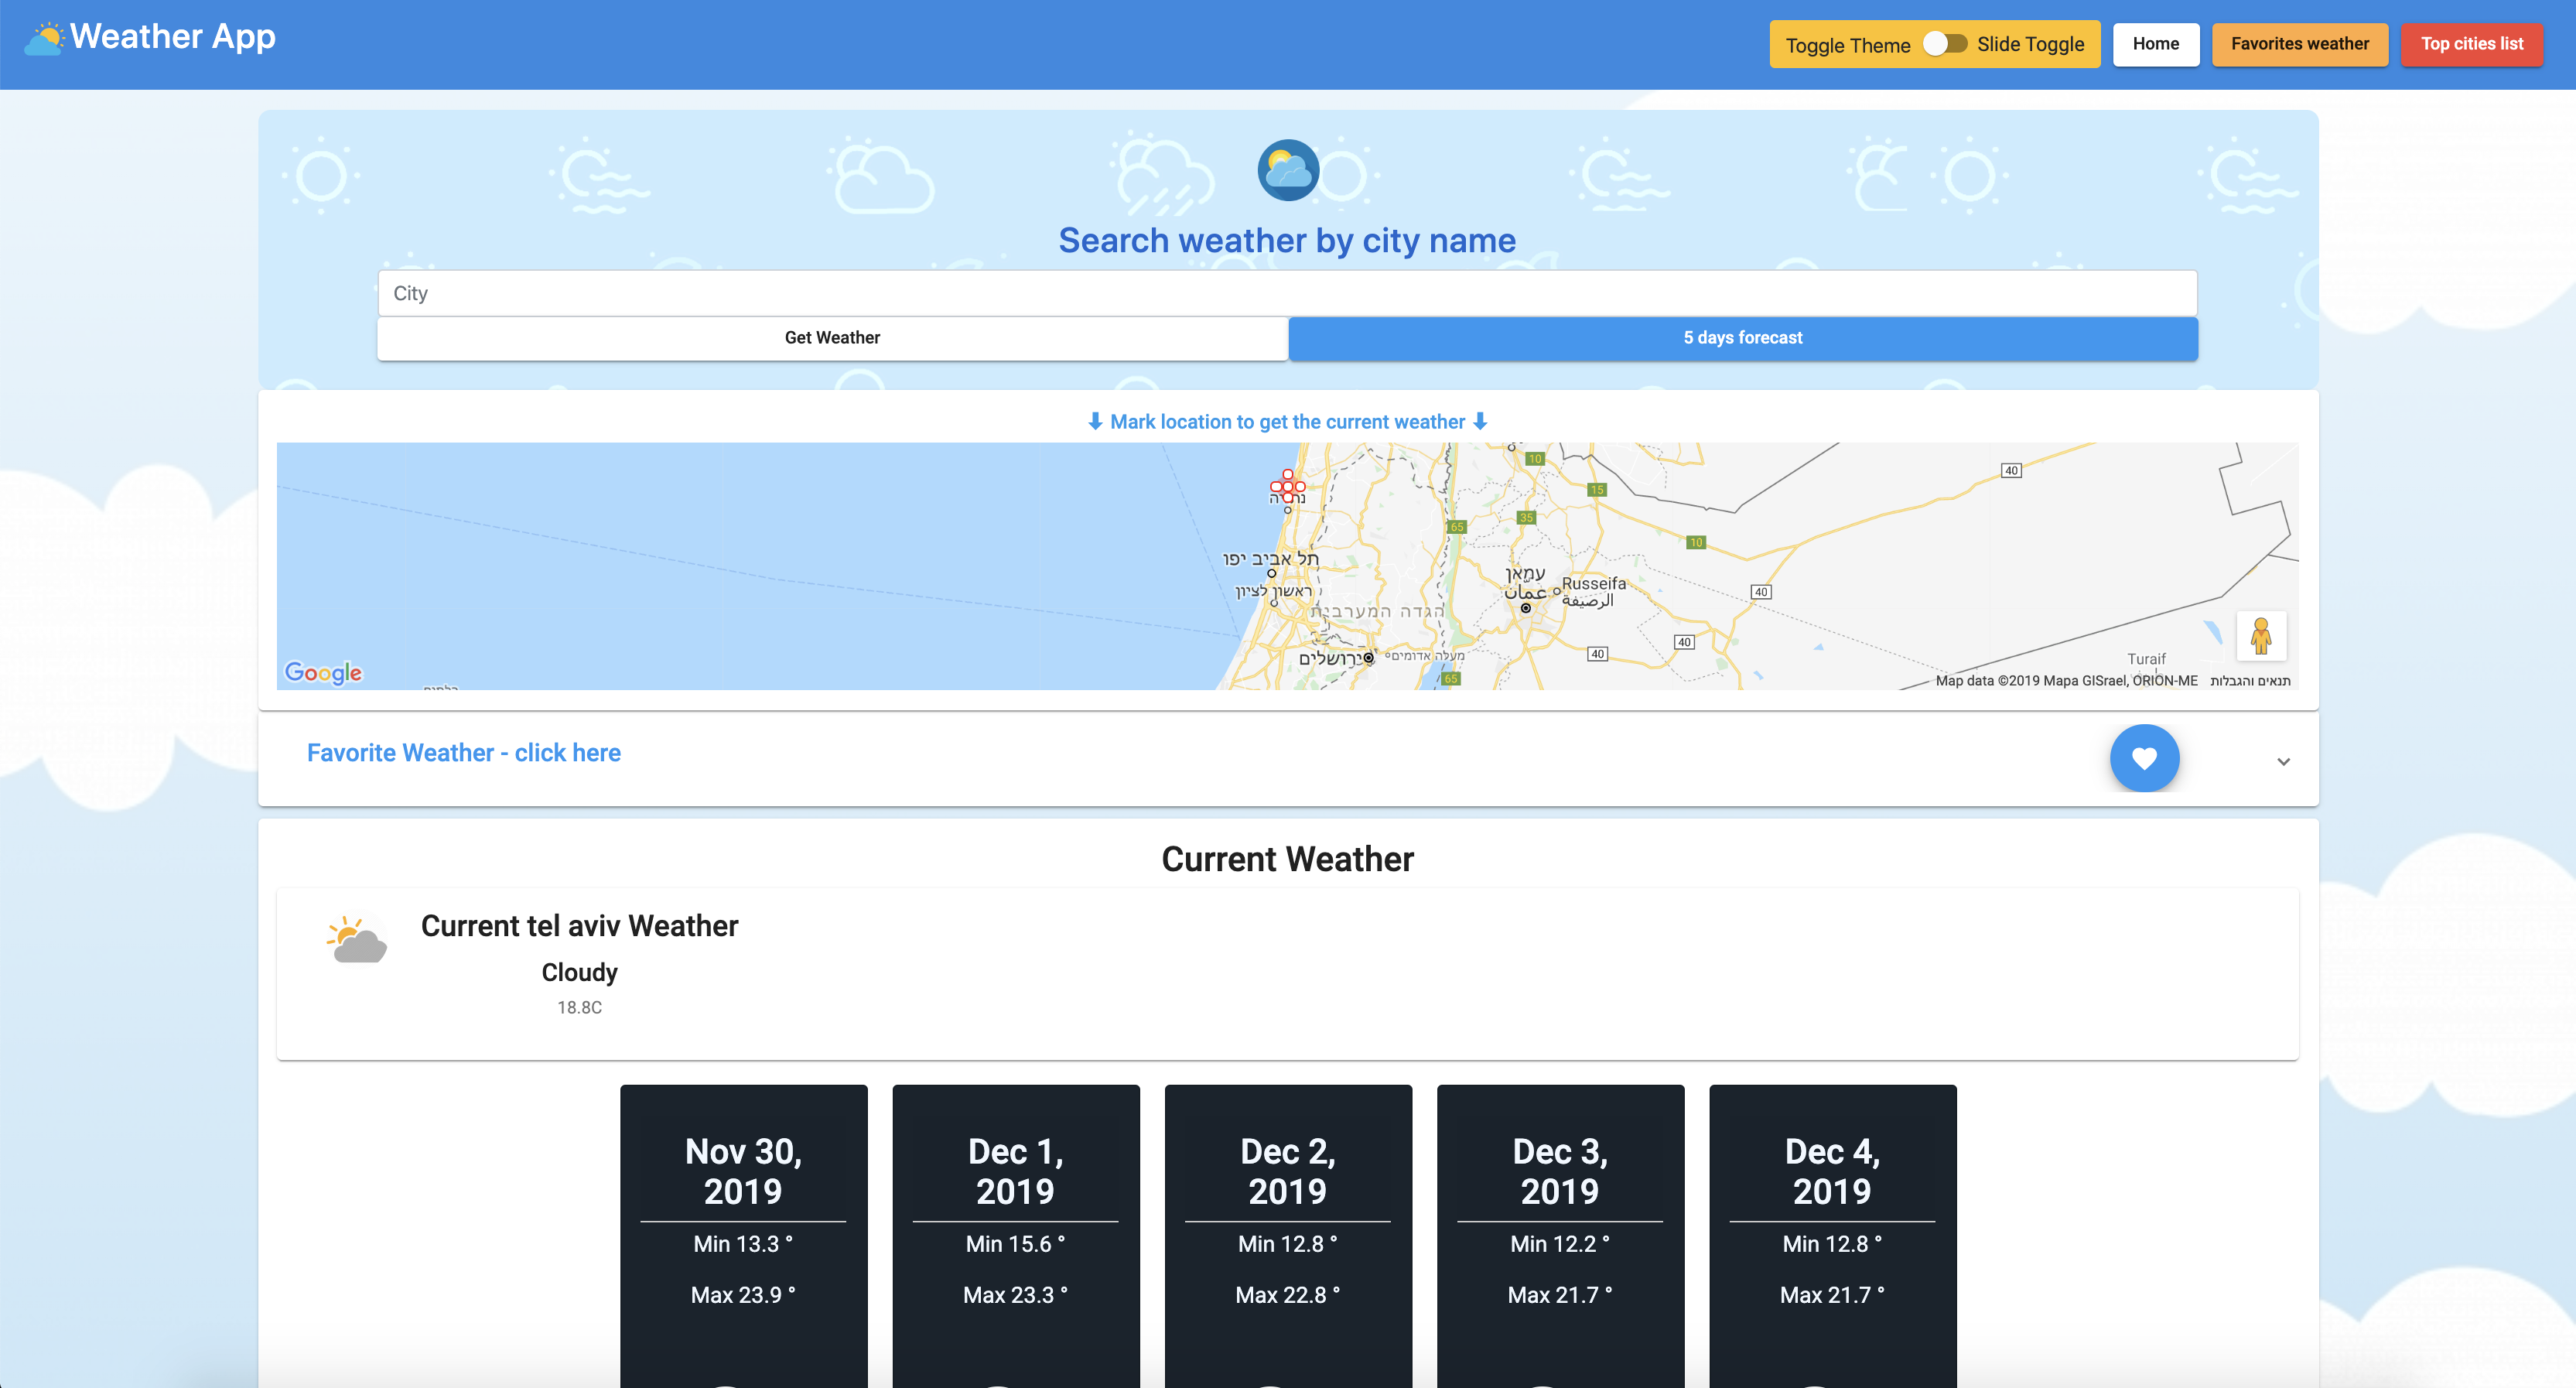 Weather App
Toggle Theme Slide Toggle
Home
Favorites weather
Top cities list
Search weather by city name
City
Get Weather
5 days forecast
Mark location to get the current weather
10
40
15
35
65
10
תל אביב יפו
עמאן
Russeifa
ראשון לציון
عمان
الرصيفة
40
הגדה המערבית
40
40
ירושלים
מעלה אדומים
Turaif
65
Google
Map data ©2019 Mapa GISrael, ORION-ME
תנאים והגבלות
Favorite Weather - click here
Current Weather
Current tel aviv Weather
Cloudy
18.8C
Nov 30,
2019
Min 13.3 °
Max 23.9 °
Dec 1,
2019
Min 15.6 °
Max 23.3 °
Dec 2,
2019
Min 12.8 °
Max 22.8 °
Dec 3,
2019
Min 12.2 °
Max 21.7 °
Dec 4,
2019
Min 12.8 °
Max 21.7 °